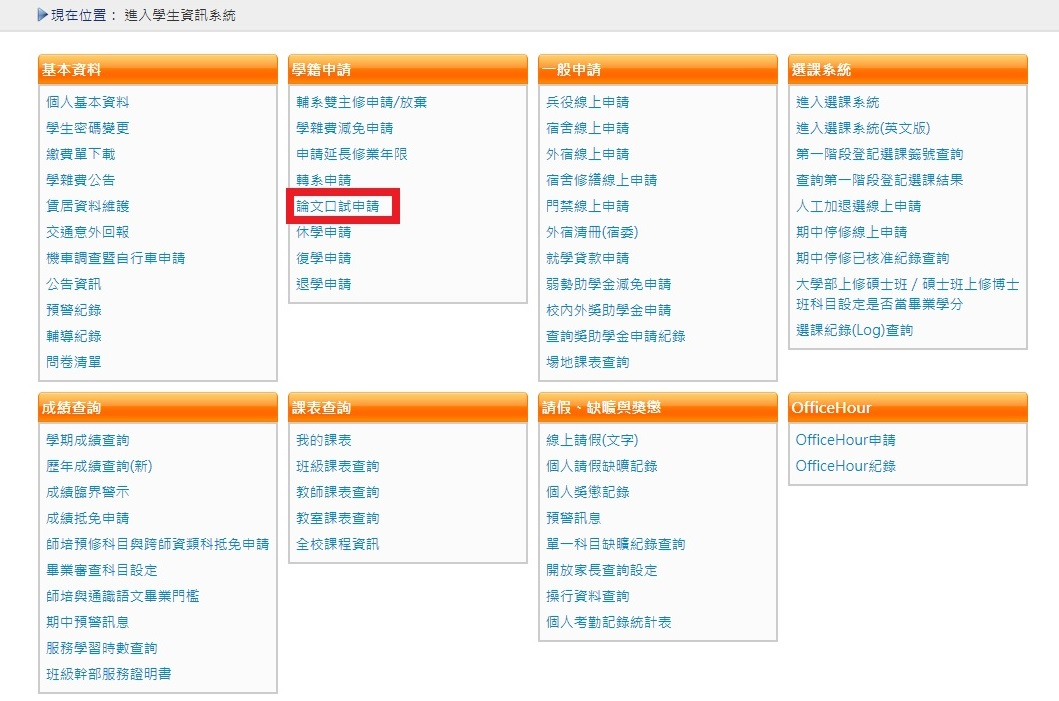 現在位置： 進入學生資訊系統
基本資料
個人基本資料
學生密碼變更
繳費單下載
學雜費公告
賃居資料維護
交通意外回報
機車調查暨自行車申請
公告資訊
預警紀錄
輔導紀錄
問卷清單
學籍申請
輔系雙主修申請/放棄
學雜費減免申請
申請延長修業年限
轉系申請
論文口試申請
休學申請
復學申請
退學申請
一般申請
兵役線上申請
宿舍線上申請
外宿線上申請
宿舍修繕線上申請
門禁線上申請
外宿清冊(宿委)
就學貸款申請
弱勢助學金減免申請
校內外獎助學金申請
查詢獎助學金申請紀錄
場地課表查詢
選課系統
進入選課系統
進入選課系統(英文版)
第一階段登記選課籤號查詢
查詢第一階段登記選課結果
人工加退選線上申請
期中停修線上申請
期中停修已核准紀錄查詢
大學部上修碩士班 / 碩士班上修博士
班科目設定是否當畢業學分
選課紀錄(Log)查詢
成績查詢
學期成績查詢
歷年成績查詢(新)
成績臨界警示
成績抵免申請
師培預修科目與跨師資類科抵免申請
畢業審查科目設定
師培與通識語文畢業門檻
期中預警訊息
服務學習時數查詢
班級幹部服務證明書
課表查詢
我的課表
班級課表查詢
教師課表查詢
教室課表查詢
全校課程資訊
請假、缺曠與獎懲
線上請假(文字)
個人請假缺曠記錄
個人獎懲記錄
預警訊息
單一科目缺曠紀錄查詢
開放家長查詢設定
操行資料查詢
個人考勤記錄統計表
OfficeHour
OfficeHour申請
OfficeHour紀錄